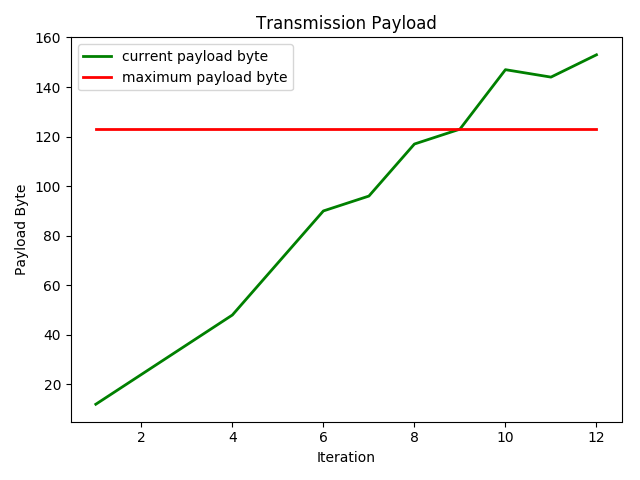 Transmission Payload
current payload byte
maximum payload byte
Payload Byte
160
140
120
100
80
60
40
20
2 4 6 8 10 12
Iteration